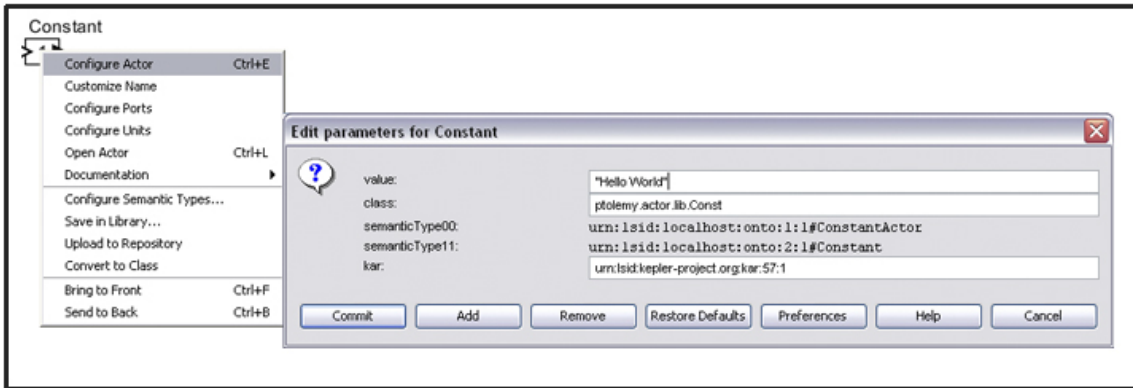 Constant
Configure Actor Ctrl+E
Customize Name
Configure Ports
Configure Units
Open Actor Ctrl+L
Documentation
Configure Semantic Types...
Save in Library...
Upload to Repository
Convert to Class
Bring to Front Ctrl+F
Send to Back Ctrl+B
Edit parameters for Constant
?
value: "Hello World"
class: ptolemy.actor.lib.Const
semanticType00: urn:lsid:localhost:onto:1:1#ConstantActor
semanticType11: urn:lsid:localhost:onto:2:1#Constant
kar: urn:lsid:kepler-project.org:kar:57:1
Commit Add Remove Restore Defaults Preferences Help Cancel